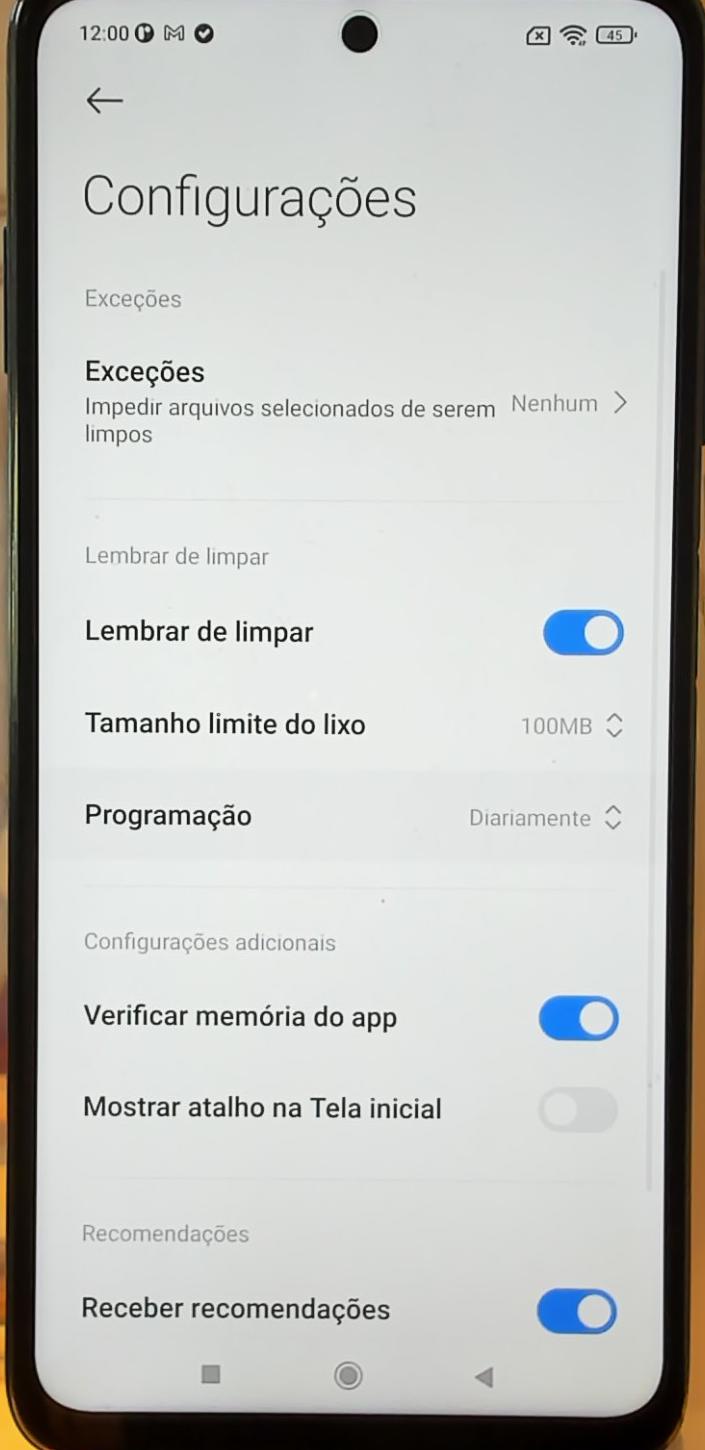 12:00
45
Configurações
Exceções
Exceções
Impedir arquivos selecionados de serem
limpos
Nenhum
Lembrar de limpar
Lembrar de limpar
Tamanho limite do lixo 100MB
Programação Diariamente
Configurações adicionais
Verificar memória do app
Mostrar atalho na Tela inicial
Recomendações
Receber recomendações